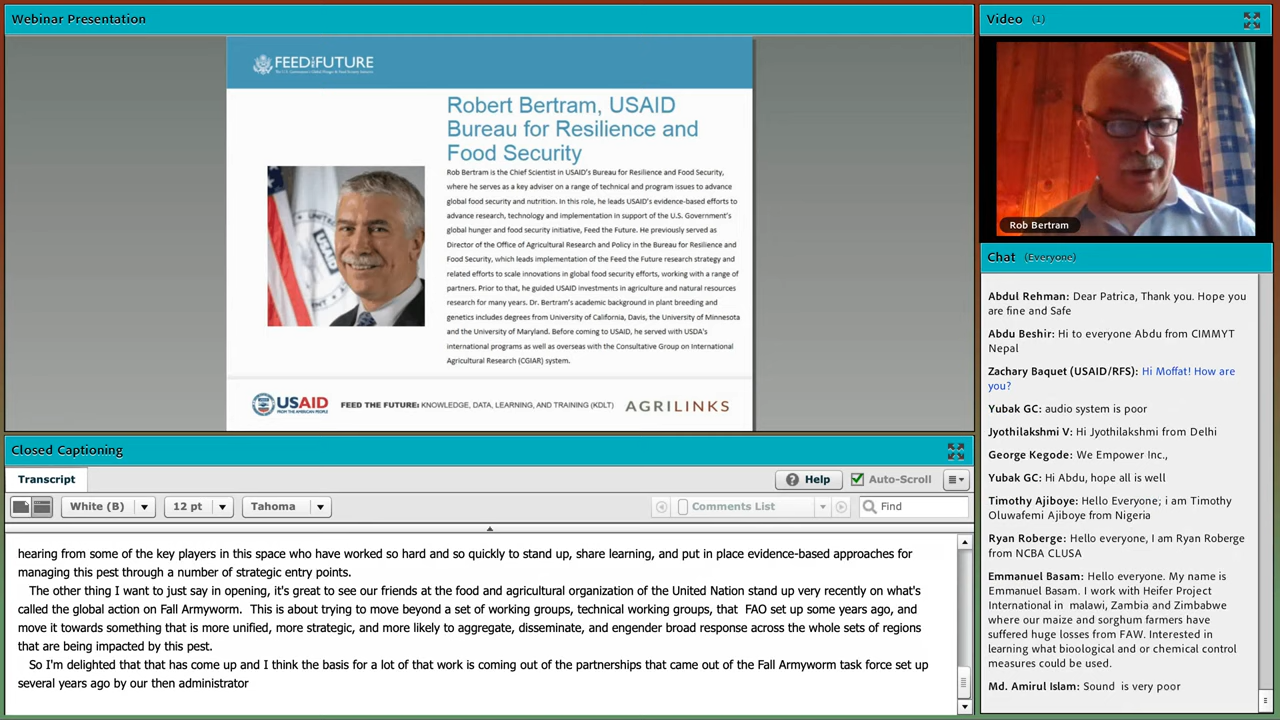 Webinar Presentation
FEED THE FUTURE
The U.S. Government's Global Hunger & Food Security Initiative
Robert Bertram, USAID
Bureau for Resilience and
Food Security
Rob Bertram is the Chief Scientist in USAID's Bureau for Resilience and Food Security,
where he serves as a key adviser on a range of technical and program issues to advance
global food security and nutrition. In this role, he leads USAID's evidence-based efforts to
advance research, technology and implementation in support of the U.S. Government's
global hunger and food security initiative, Feed the Future. He previously served as
Director of the Office of Agricultural Research and Policy in the Bureau for Resilience and
Food Security, which leads implementation of the Feed the Future research strategy and
related efforts to scale innovations in global food security efforts, working with a range of
partners. Prior to that, he guided USAID investments in agriculture and natural resources
research for many years. Dr. Bertram's academic background in plant breeding and
genetics includes degrees from University of California, Davis, the University of Minnesota
and the University of Maryland. Before coming to USAID, he served with USDA's
international programs as well as overseas with the Consultative Group on International
Agricultural Research (CGIAR) system.
USAID
FROM THE AMERICAN PEOPLE
FEED THE FUTURE: KNOWLEDGE, DATA, LEARNING, AND TRAINING (KDLT)
AGRILINKS
Video (1)
Rob Bertram
Chat (Everyone)
Abdul Rehman: Dear Patrica, Thank you. Hope you
are fine and Safe
Abdu Beshir: Hi to everyone Abdu from CIMMYT
Nepal
Zachary Baquet (USAID/RFS): Hi Moffat! How are
you?
Yubak GC: audio system is poor
Jyothilakshmi V: Hi Jyothilakshmi from Delhi
George Kegode: We Empower Inc.,
Yubak GC: Hi Abdu, hope all is well
Timothy Ajiboye: Hello Everyone; i am Timothy
Oluwafemi Ajiboye from Nigeria
Ryan Roberge: Hello everyone, I am Ryan Roberge
from NCBA CLUSA
Emmanuel Basam: Hello everyone. My name is
Emmanuel Basam. I work with Heifer Project
International in malawi, Zambia and Zimbabwe
where our maize and sorghum farmers have
suffered huge losses from FAW. Interested in
learning what biological and or chemical control
measures could be used.
Md. Amirul Islam: Sound is very poor
Closed Captioning
Transcript
Help
Auto-Scroll
White (B)
12 pt
Tahoma
Comments List
Find
hearing from some of the key players in this space who have worked so hard and so quickly to stand up, share learning, and put in place evidence-based approaches for
managing this pest through a number of strategic entry points.
The other thing I want to just say in opening, it's great to see our friends at the food and agricultural organization of the United Nation stand up very recently on what's
called the global action on Fall Armyworm. This is about trying to move beyond a set of working groups, technical working groups, that FAO set up some years ago, and
move it towards something that is more unified, more strategic, and more likely to aggregate, disseminate, and engender broad response across the whole sets of regions
that are being impacted by this pest.
So I'm delighted that that has come up and I think the basis for a lot of that work is coming out of the partnerships that came out of the Fall Armyworm task force set up
several years ago by our then administrator